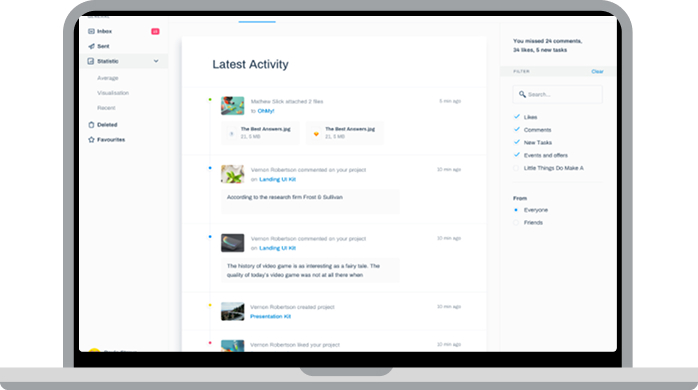 Inbox
Sent
Statistic
Average
Visualisation
Recent
Deleted
Favourites
Latest Activity
Mathew Slick attached 2 files
to OhMy!
5 min ago
The Best Answers.jpg
21, 5 MB
The Best Answers.jpg
21, 5 MB
Vernon Robertson commented on your project
on Landing UI Kit
10 min ago
According to the research firm Frost & Sullivan
Vernon Robertson commented on your project
on Landing UI Kit
10 min ago
The history of video game is as interesting as a fairy tale. The
quality of today's video game was not at all there when
Vernon Robertson created project
Presentation Kit
10 min ago
Vernon Robertson liked your project
10 min ago
You missed 24 comments,
34 likes, 5 new tasks
FILTER
Clear
Search...
Likes
Comments
New Tasks
Events and offers
Little Things Do Make A
From
Everyone
Friends